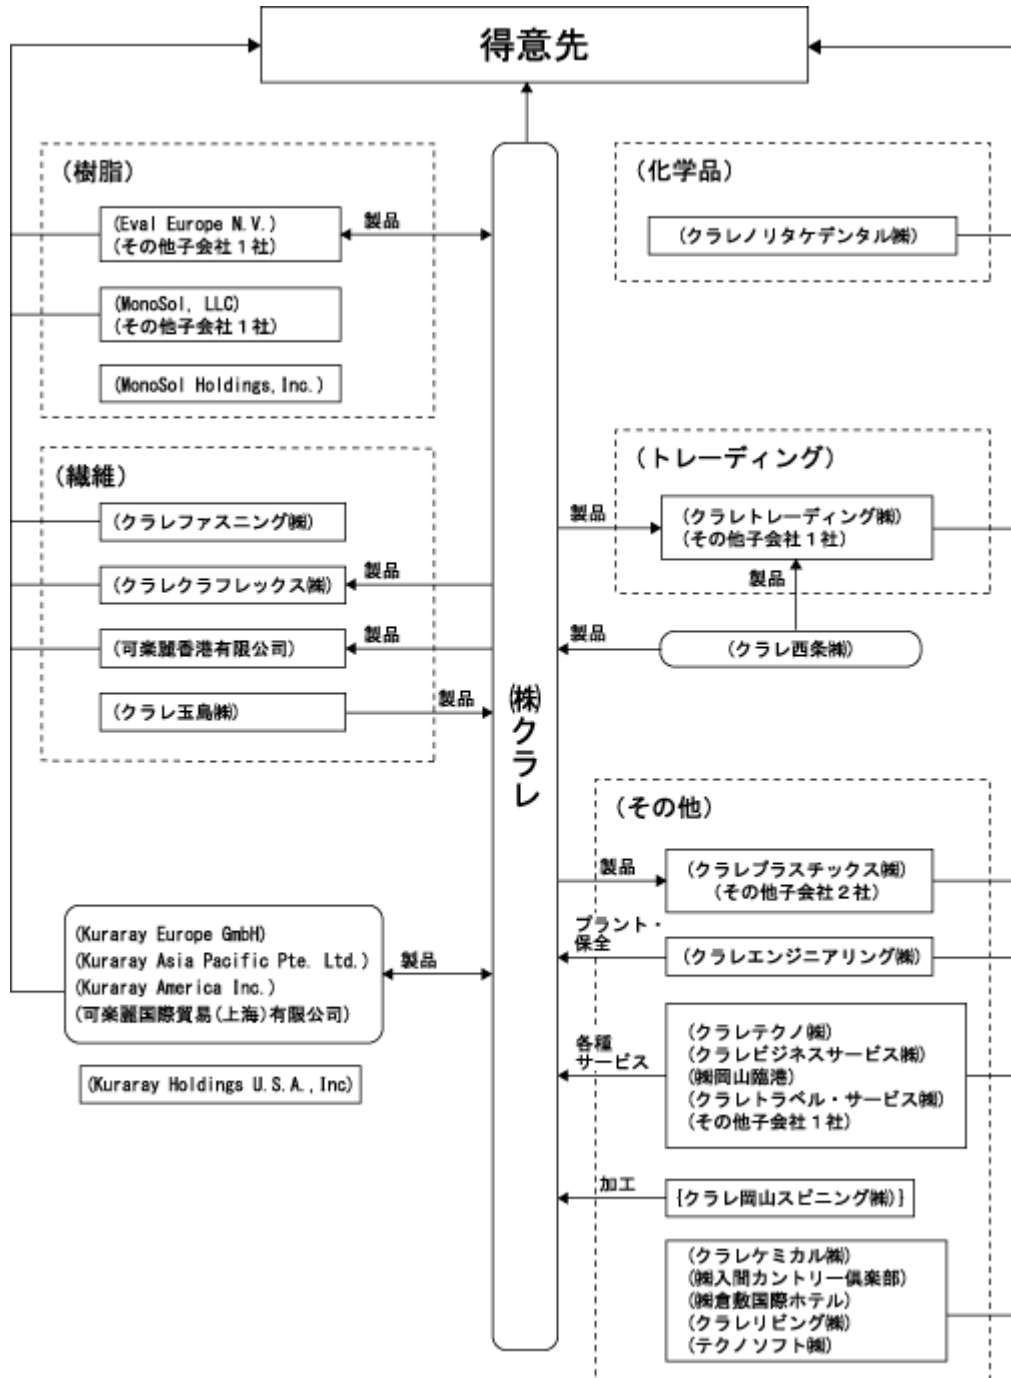 得意先
（樹脂）
(Eval Europe N.V.)
(その他子会社１社)
製品
(MonoSol, LLC)
(その他子会社１社)
(MonoSol Holdings,Inc.)
（化学品）
(クラレノリタケデンタル㈱)
（繊維）
(クラレファスニング㈱)
(クラレクラフレックス㈱)
製品
(可楽麗香港有限公司)
製品
(クラレ玉島㈱)
製品
（トレーディング）
製品
(クラレトレーディング㈱)
(その他子会社１社)
製品
製品
(クラレ西条㈱)
㈱クラレ
(Kuraray Europe GmbH)
(Kuraray Asia Pacific Pte. Ltd.)
(Kuraray America Inc.)
(可楽麗国際貿易(上海)有限公司)
製品
(Kuraray Holdings U.S.A.,Inc)
（その他）
製品
(クラレプラスチックス㈱)
(その他子会社２社)
プラント・
保全
(クラレエンジニアリング㈱)
各種
サービス
(クラレテクノ㈱)
(クラレビジネスサービス㈱)
(㈱岡山臨港)
(クラレトラベル・サービス㈱)
(その他子会社１社)
加工
{クラレ岡山スピニング㈱)}
(クラレケミカル㈱)
(㈱入間カントリー倶楽部)
(㈱倉敷国際ホテル)
(クラレリビング㈱)
(テクノソフト㈱)